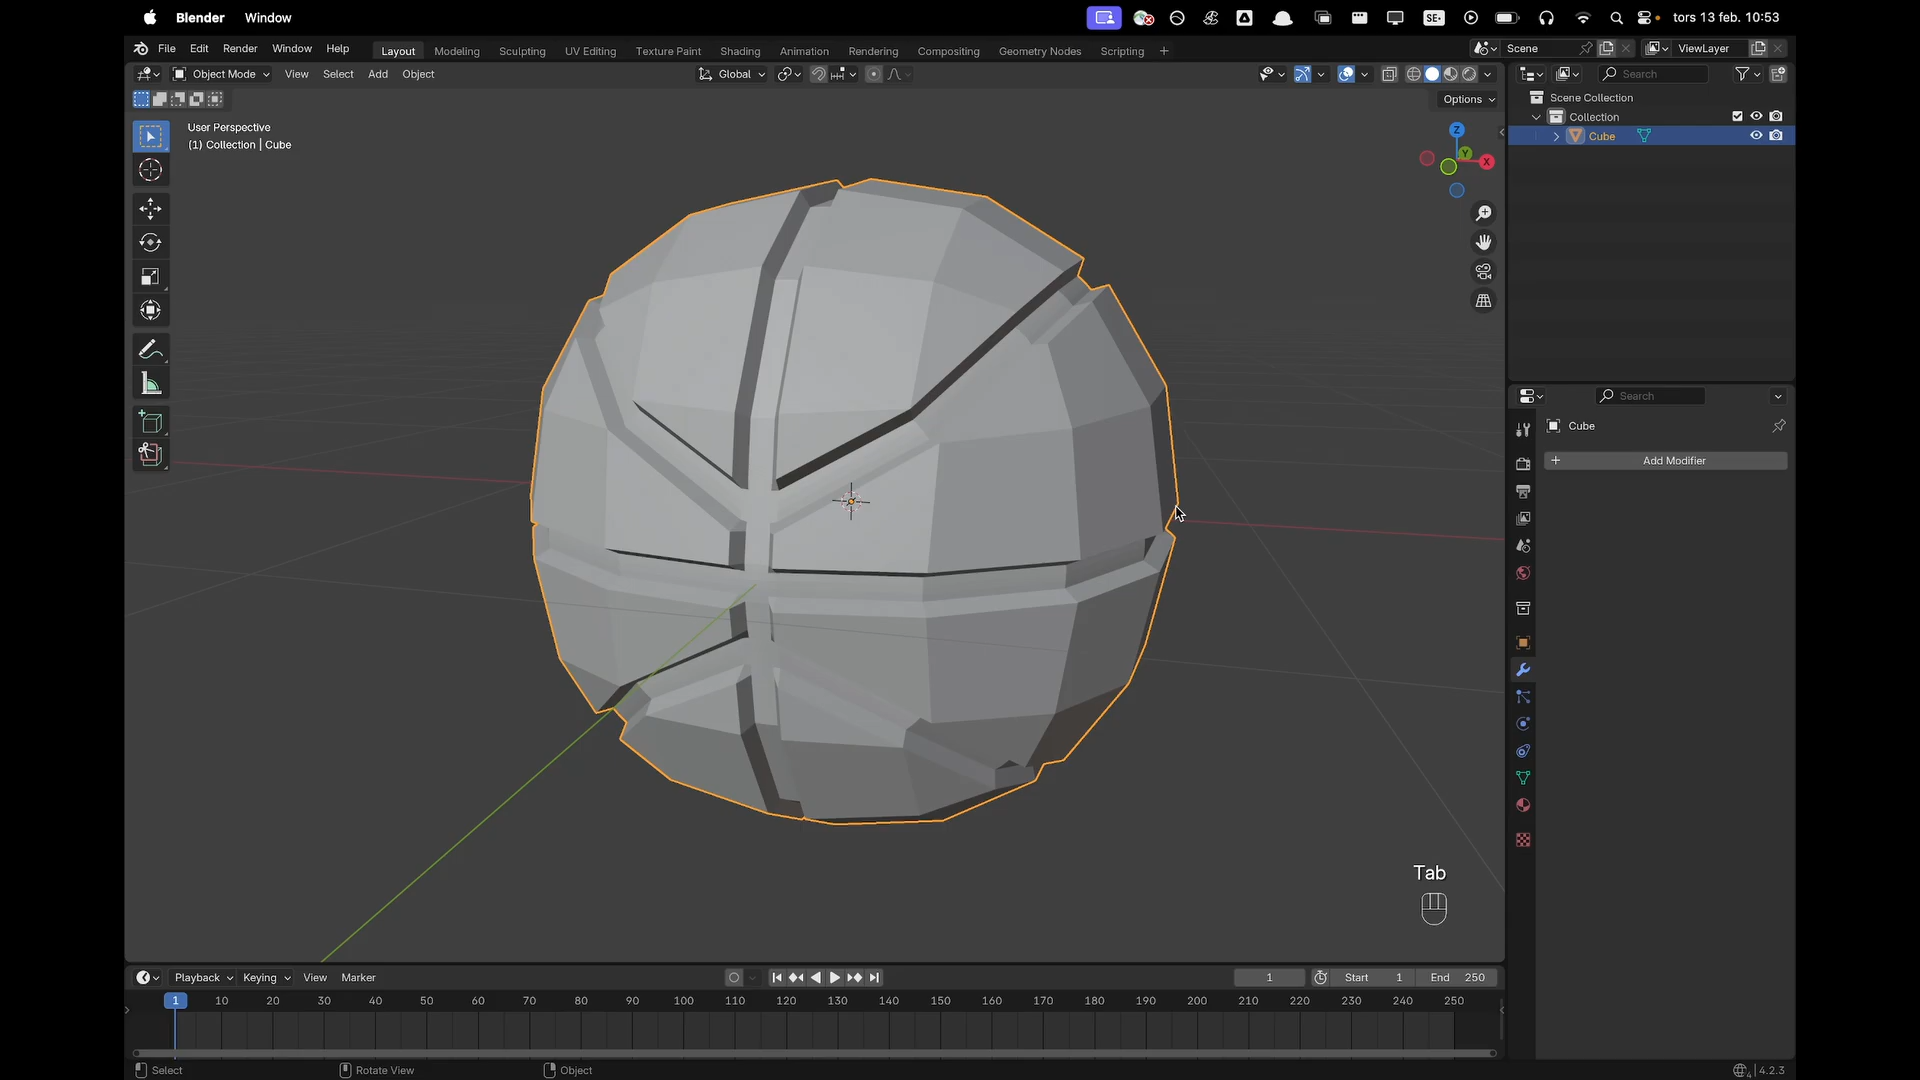 Blender Window SE tors 13 feb. 10:53
File Edit Render Window Help Layout Modeling Sculpting UV Editing Texture Paint Shading Animation Rendering Compositing Geometry Nodes Scripting + Scene ViewLayer
Object Mode View Select Add Object Global Search
Options
Scene Collection
Collection
Cube
User Perspective
(1) Collection | Cube
Z
Y
X
Search
Cube
+ Add Modifier
Tab
Playback Keying View Marker 1 Start 1 End 250
1 10 20 30 40 50 60 70 80 90 100 110 120 130 140 150 160 170 180 190 200 210 220 230 240 250
Select Rotate View Object 4.2.3